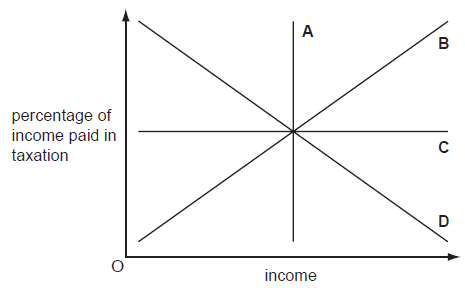 A
B
percentage of
income paid in
taxation
C
D
O
income